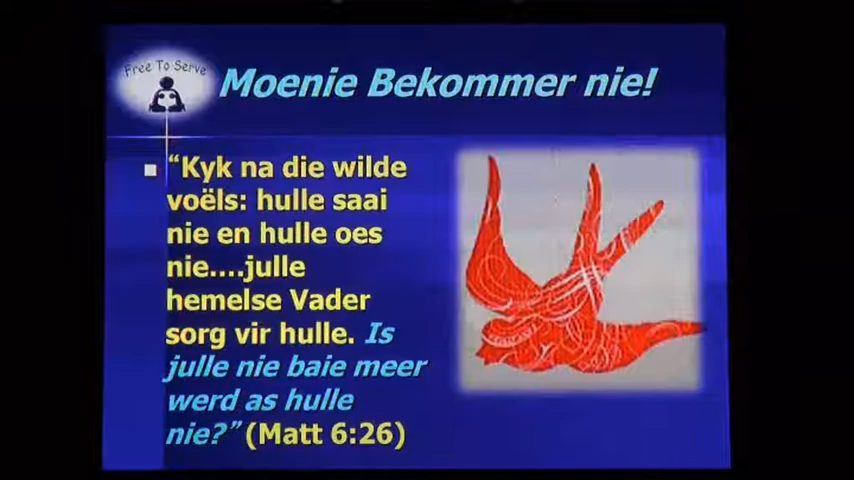 Free To Serve
Moenie Bekommer nie!
“Kyk na die wilde
voëls: hulle saai
nie en hulle oes
nie....julle
hemelse Vader
sorg vir hulle. Is
julle nie baie meer
werd as hulle
nie?” (Matt 6:26)